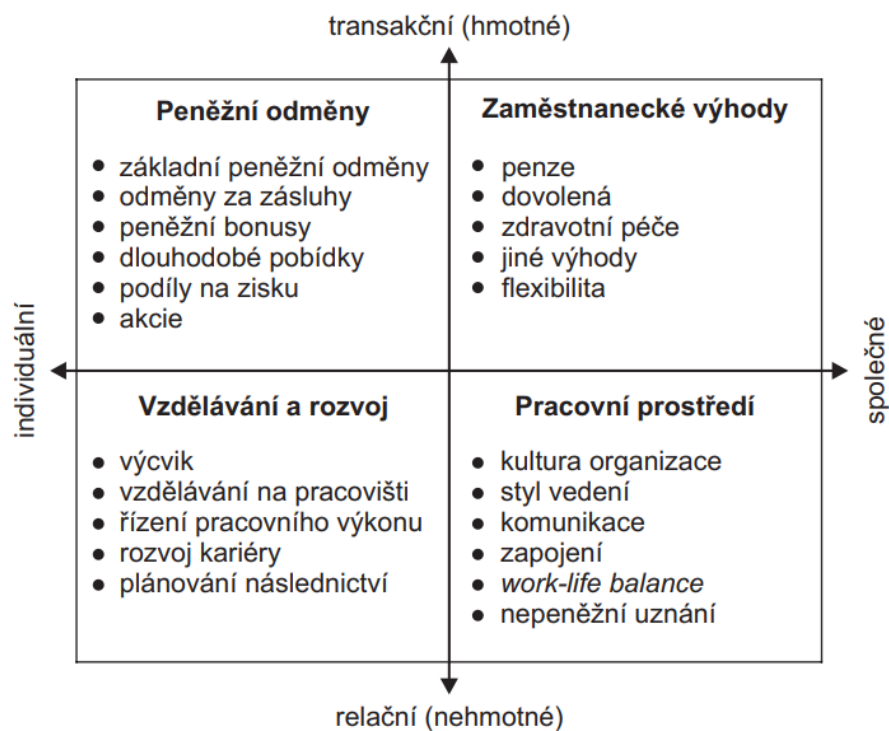 transakční (hmotné)
Peněžní odměny
● základní peněžní odměny
● odměny za zásluhy
● peněžní bonusy
● dlouhodobé pobídky
● podíly na zisku
● akcie
Zaměstnanecké výhody
● penze
● dovolená
● zdravotní péče
● jiné výhody
● flexibilita
individuální
společné
Vzdělávání a rozvoj
● výcvik
● vzdělávání na pracovišti
● řízení pracovního výkonu
● rozvoj kariéry
● plánování následnictví
Pracovní prostředí
● kultura organizace
● styl vedení
● komunikace
● zapojení
● work-life balance
● nepeněžní uznání
relační (nehmotné)